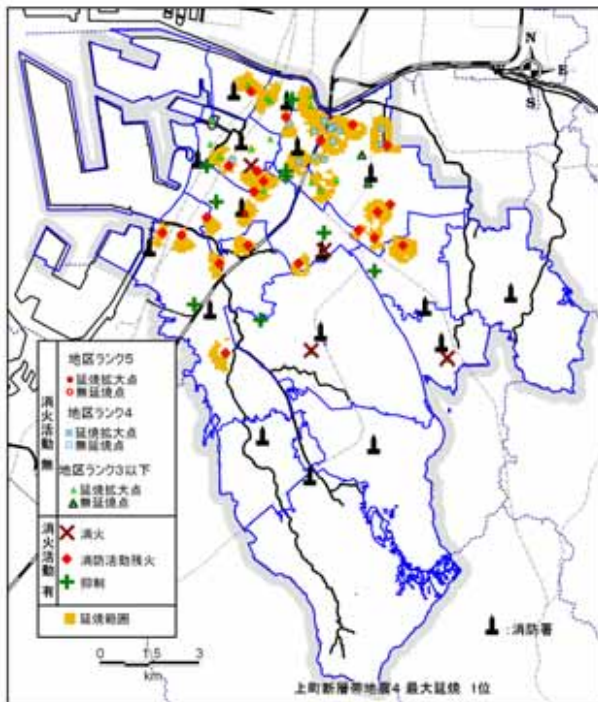 N
E
S
地区ランク5
延焼拡大点
無延焼点
地区ランク4
延焼拡大点
無延焼点
地区ランク3以下
延焼拡大点
無延焼点
消火活動 無
消火
消防活動残火
抑制
消火活動 有
延焼範囲
0 1.5 3
km
:消防署
上町断層帯地震4 最大延焼 1位